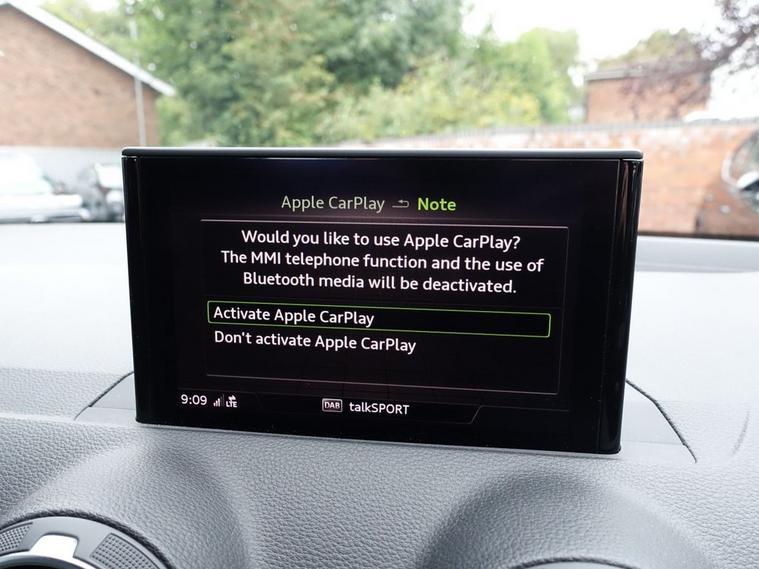 Apple CarPlay Note
Would you like to use Apple CarPlay?
The MMI telephone function and the use of
Bluetooth media will be deactivated.
Activate Apple CarPlay
Don't activate Apple CarPlay
9:09 LTE DAB talkSPORT